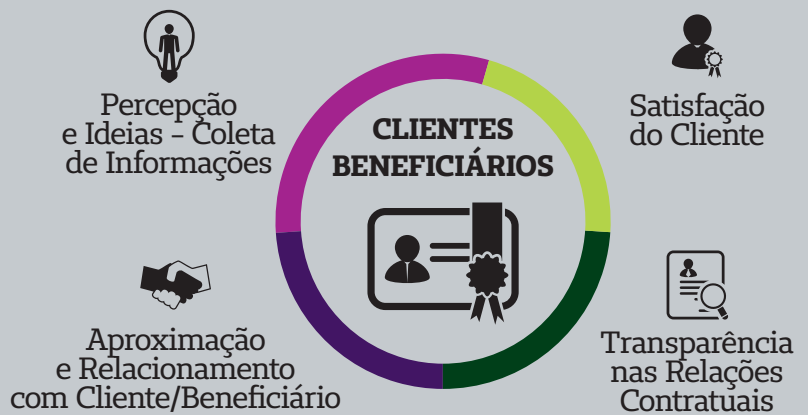 Percepção
e Ideias – Coleta
de Informações
CLIENTES
BENEFICIÁRIOS
Satisfação
do Cliente
Aproximação
e Relacionamento
com Cliente/Beneficiário
Transparência
nas Relações
Contratuais